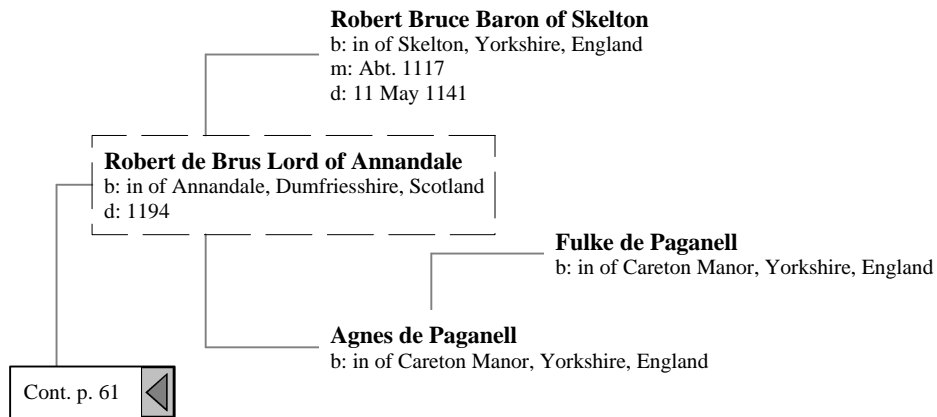 Robert Bruce Baron of Skelton
b: in of Skelton, Yorkshire, England
m: Abt. 1117
d: 11 May 1141
Robert de Brus Lord of Annandale
b: in of Annandale, Dumfriesshire, Scotland
d: 1194
Fulke de Paganell
b: in of Careton Manor, Yorkshire, England
Agnes de Paganell
b: in of Careton Manor, Yorkshire, England
Cont. p. 61